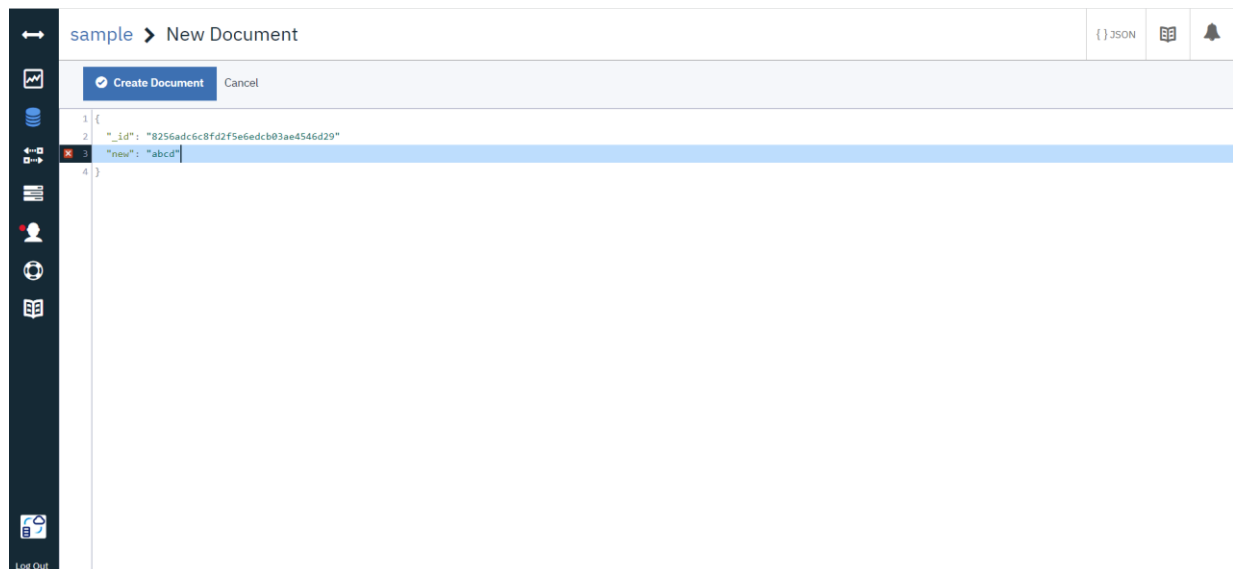 sample > New Document
{ } JSON
Create Document
Cancel
1 {
2 "_id": "8256adc6c8fd2f5e6edcb03ae4546d29"
3 "new": "abcd"
4 }
Log Out